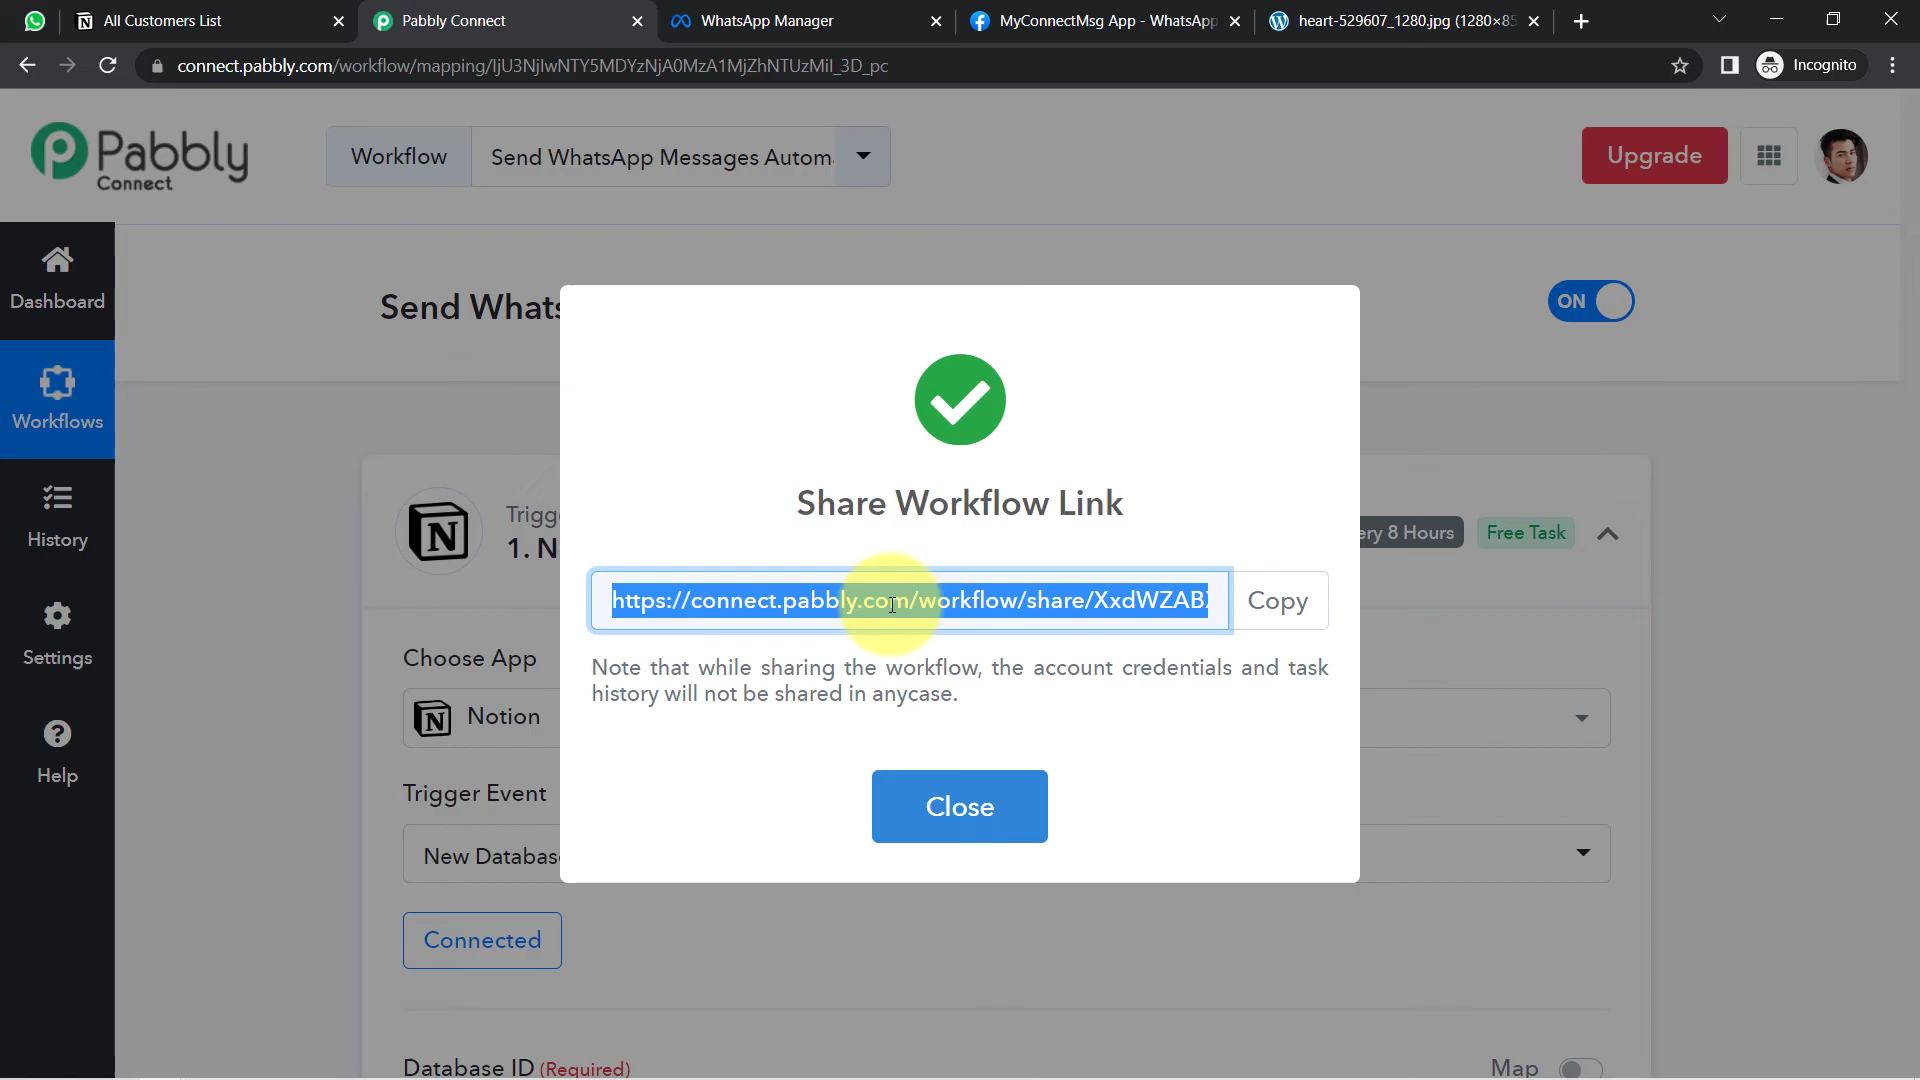 All Customers List
Pabbly Connect
WhatsApp Manager
MyConnectMsg App - WhatsApp
heart-529607_1280.jpg (1280×85
connect.pabbly.com/workflow/mapping/
Incognito
Pabbly
Connect
Workflow
Send WhatsApp Messages Autom
Upgrade
Dashboard
Workflows
History
Settings
Help
Send Whats
ON
Share Workflow Link
https://connect.pabbly.com/workflow/share/XxdWZAB
Copy
Note that while sharing the workflow, the account credentials and task
history will not be shared in anycase.
Close
Trigg
1. N
ery 8 Hours
Free Task
Choose App
Notion
Trigger Event
New Databas
Connected
Database ID (Required)
Map